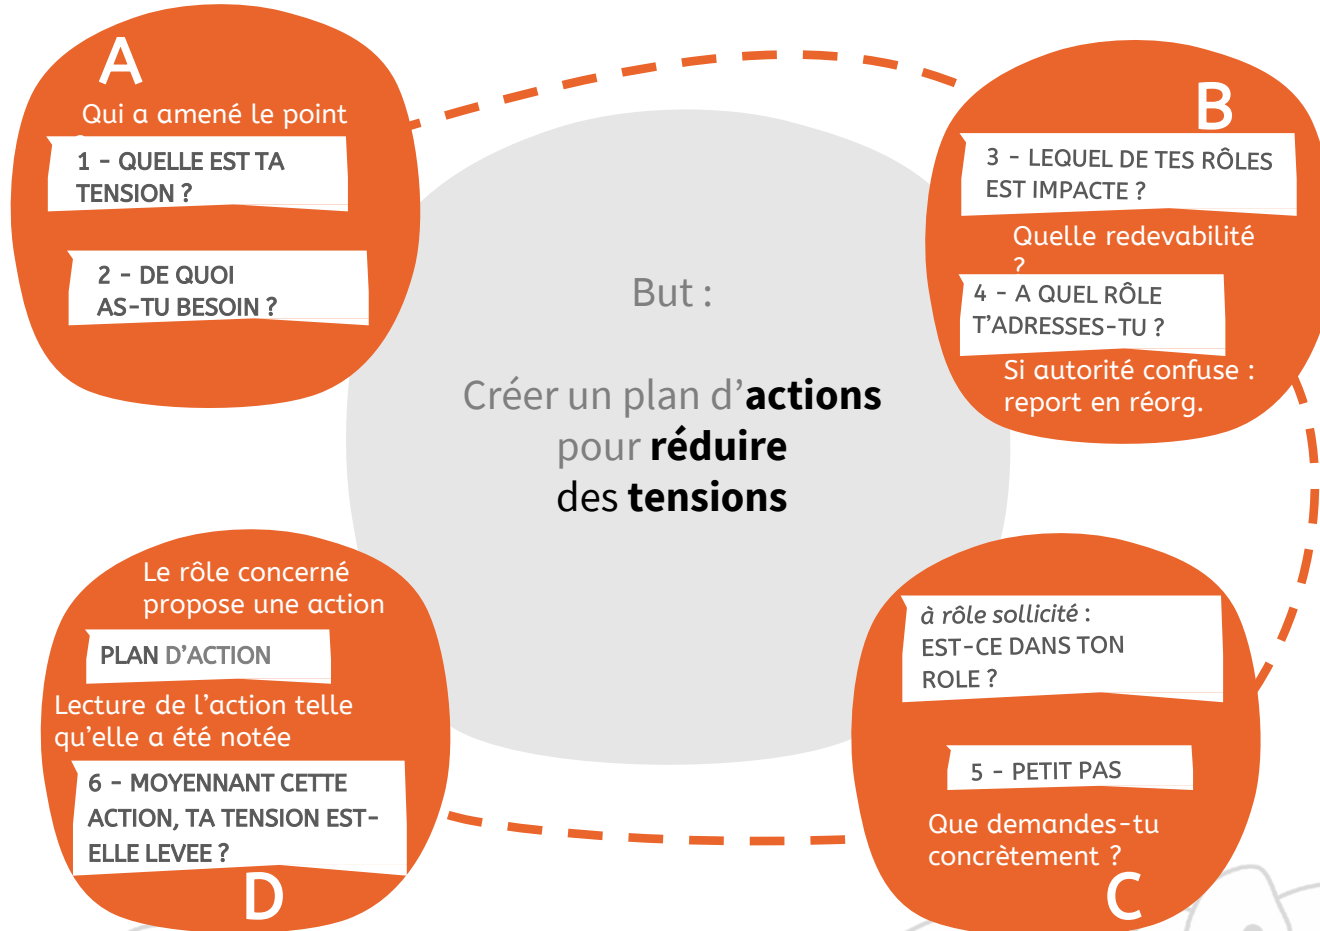 A
Qui a amené le point
?
1 - QUELLE EST TA
TENSION ?
2 - DE QUOI
AS-TU BESOIN ?
B
3 - LEQUEL DE TES RÔLES
EST IMPACTE ?
Quelle redevabilité
?
4 - A QUEL RÔLE
T'ADRESSES-TU ?
Si autorité confuse :
report en réorg.
But :
Créer un plan d'actions
pour réduire
des tensions
à rôle sollicité :
EST-CE DANS TON
ROLE ?
5 - PETIT PAS
Que demandes-tu
concrètement ?
C
Le rôle concerné
propose une action
PLAN D'ACTION
Lecture de l'action telle
qu'elle a été notée
6 - MOYENNANT CETTE
ACTION, TA TENSION EST-
ELLE LEVEE ?
D